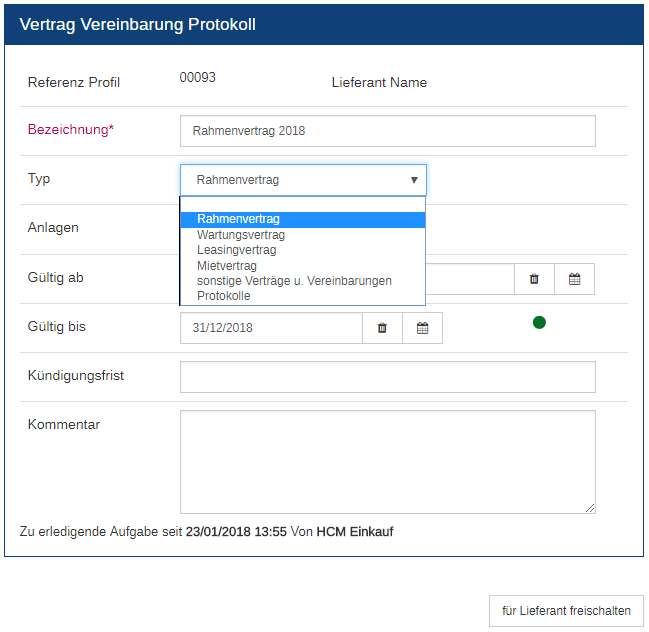 Vertrag Vereinbarung Protokoll
Referenz Profil 00093 Lieferant Name
Bezeichnung* Rahmenvertrag 2018
Typ Rahmenvertrag
Rahmenvertrag
Wartungsvertrag
Anlagen
Leasingvertrag
Mietvertrag
Gültig ab
sonstige Verträge u. Vereinbarungen
Protokolle
Gültig bis 31/12/2018
Kündigungsfrist
Kommentar
Zu erledigende Aufgabe seit 23/01/2018 13:55 Von HCM Einkauf
für Lieferant freischalten